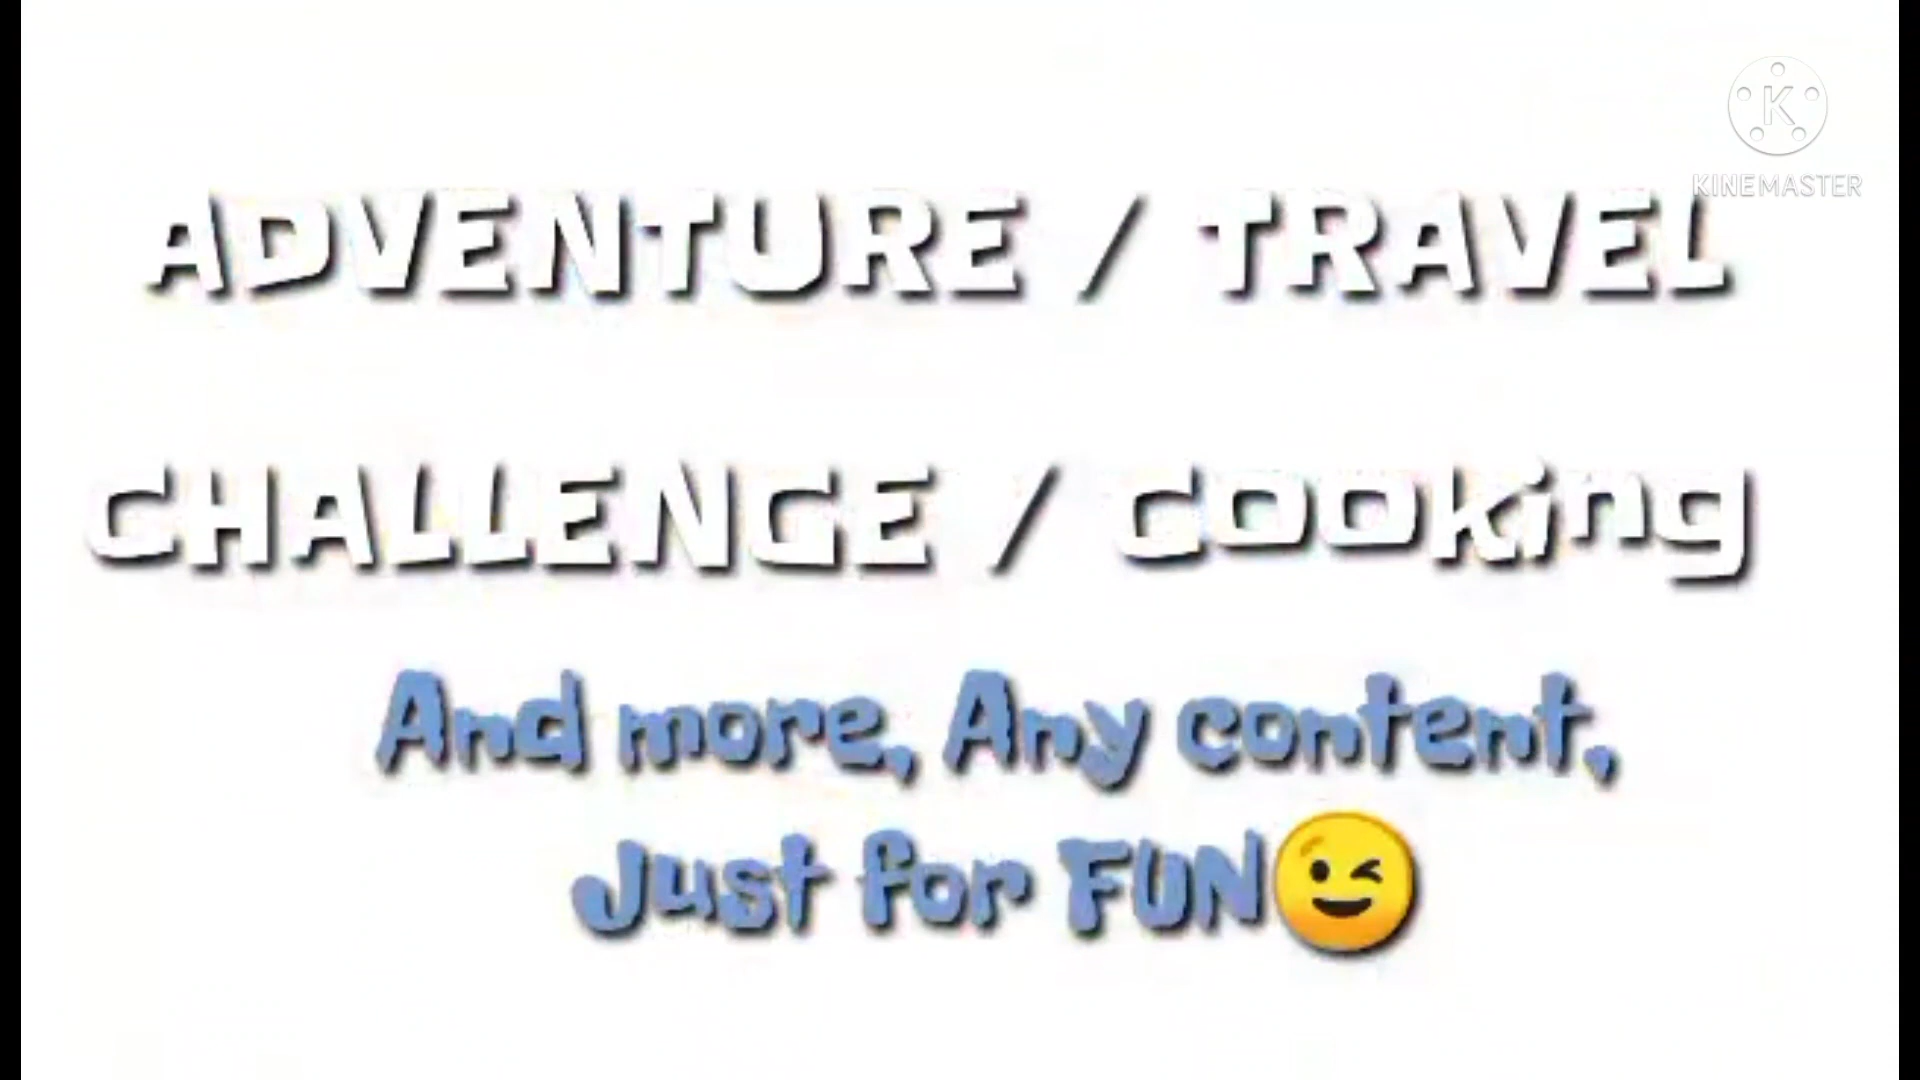 KINEMASTER
ADVENTURE / TRAVEL
CHALLENGE / Cooking
And more, Any content,
Just for FUN😉